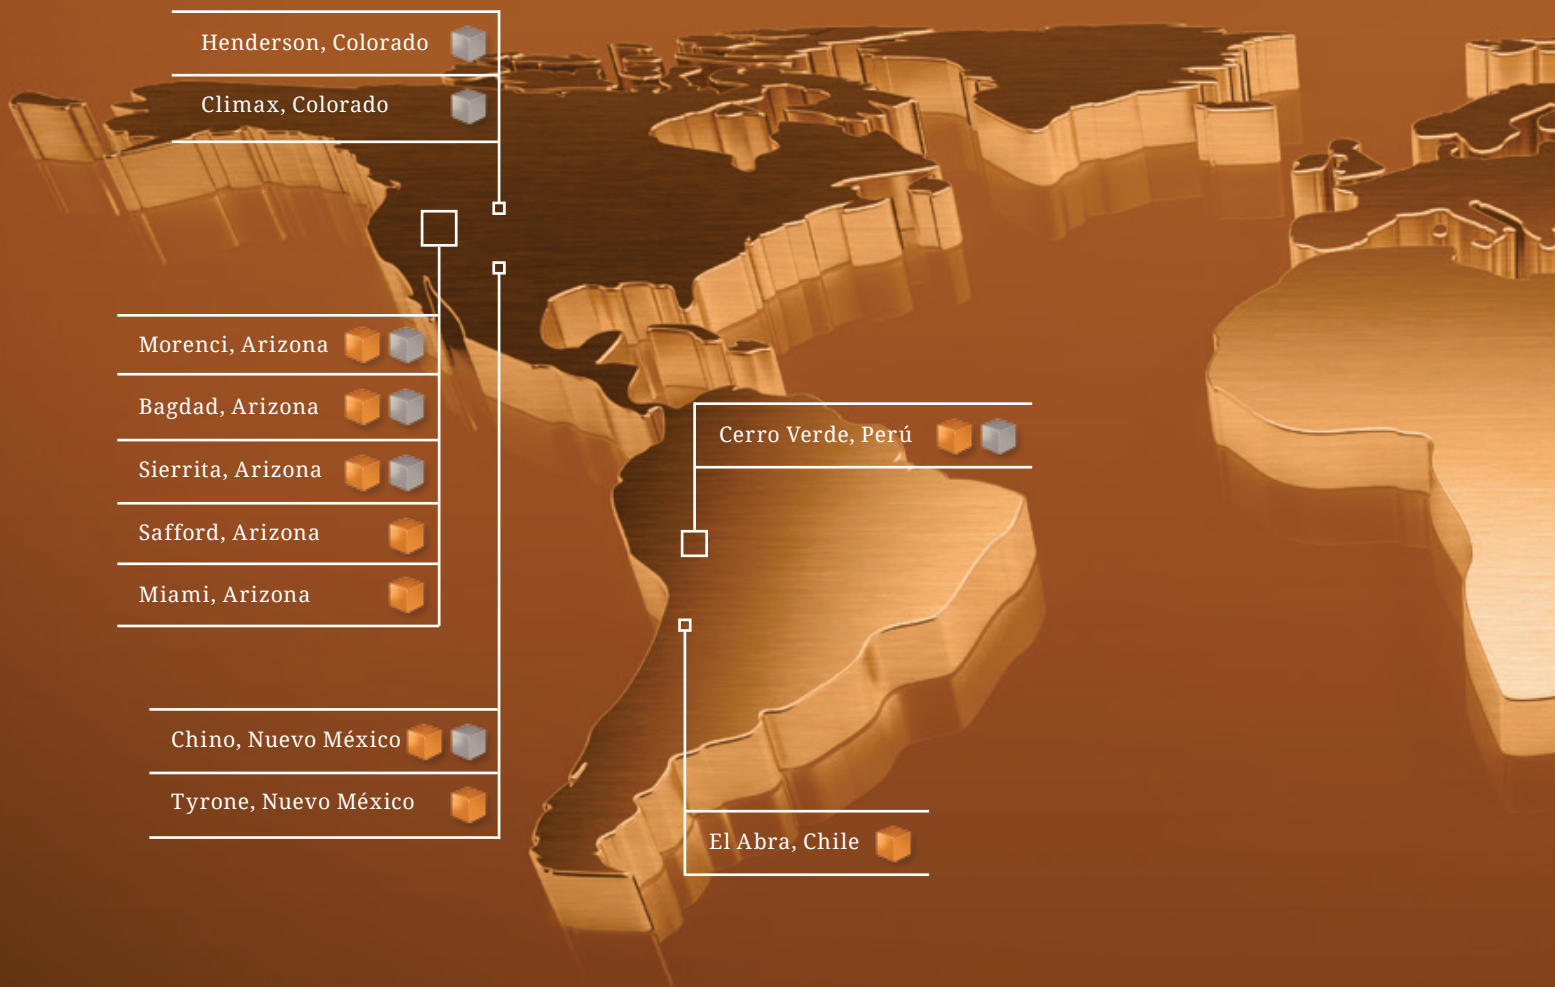 Henderson, Colorado
Climax, Colorado
Morenci, Arizona
Bagdad, Arizona
Sierrita, Arizona
Safford, Arizona
Miami, Arizona
Chino, Nuevo México
Tyrone, Nuevo México
Cerro Verde, Perú
El Abra, Chile